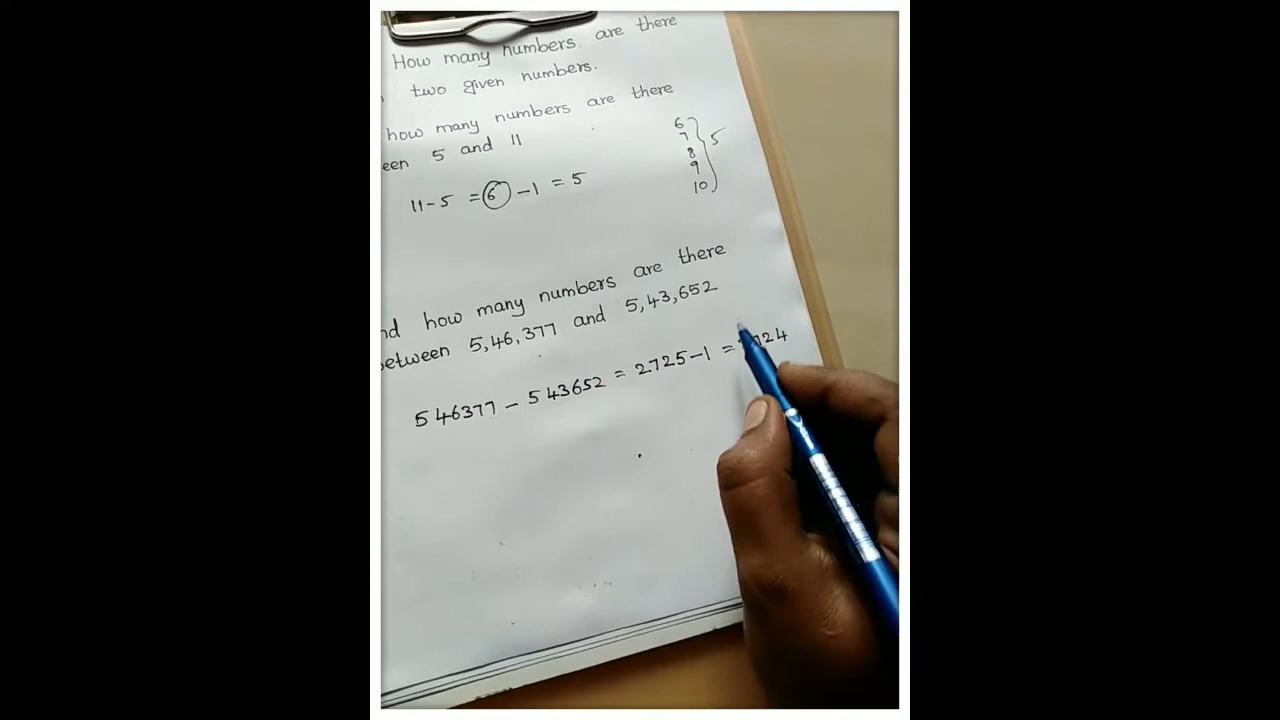 How many numbers are there
two given numbers.
how many numbers are there
een 5 and 11
6
7
8
9
10
5
11-5 = 6 -1 = 5
how many numbers are there
between 5,46,377 and 5,43,652
546377 - 543652 = 2725-1 = 2724